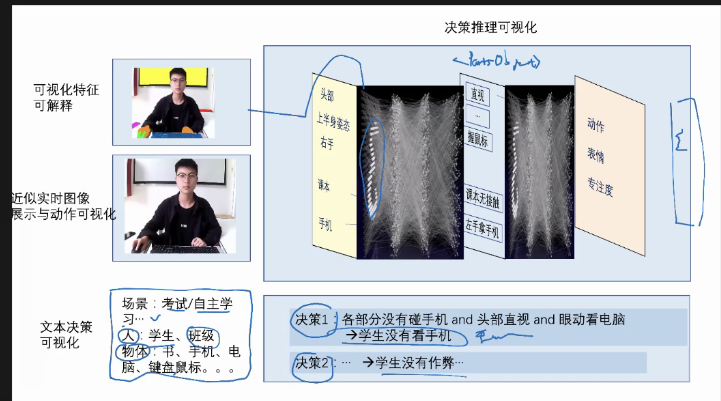 决策推理可视化
可视化特征
可解释
近似实时图像
展示与动作可视化
头部
上半身姿态
右手
课本
手机
直视
...
握鼠标
课本无接触
左手拿手机
动作
表情
专注度
文本决策
可视化
场景：考试/自主学
习…
人：学生、班级
物体：书、手机、电
脑、键盘鼠标。。。
决策1：各部分没有碰手机 and 头部直视 and 眼动看电脑
→学生没有看手机
决策2：… →学生没有作弊…